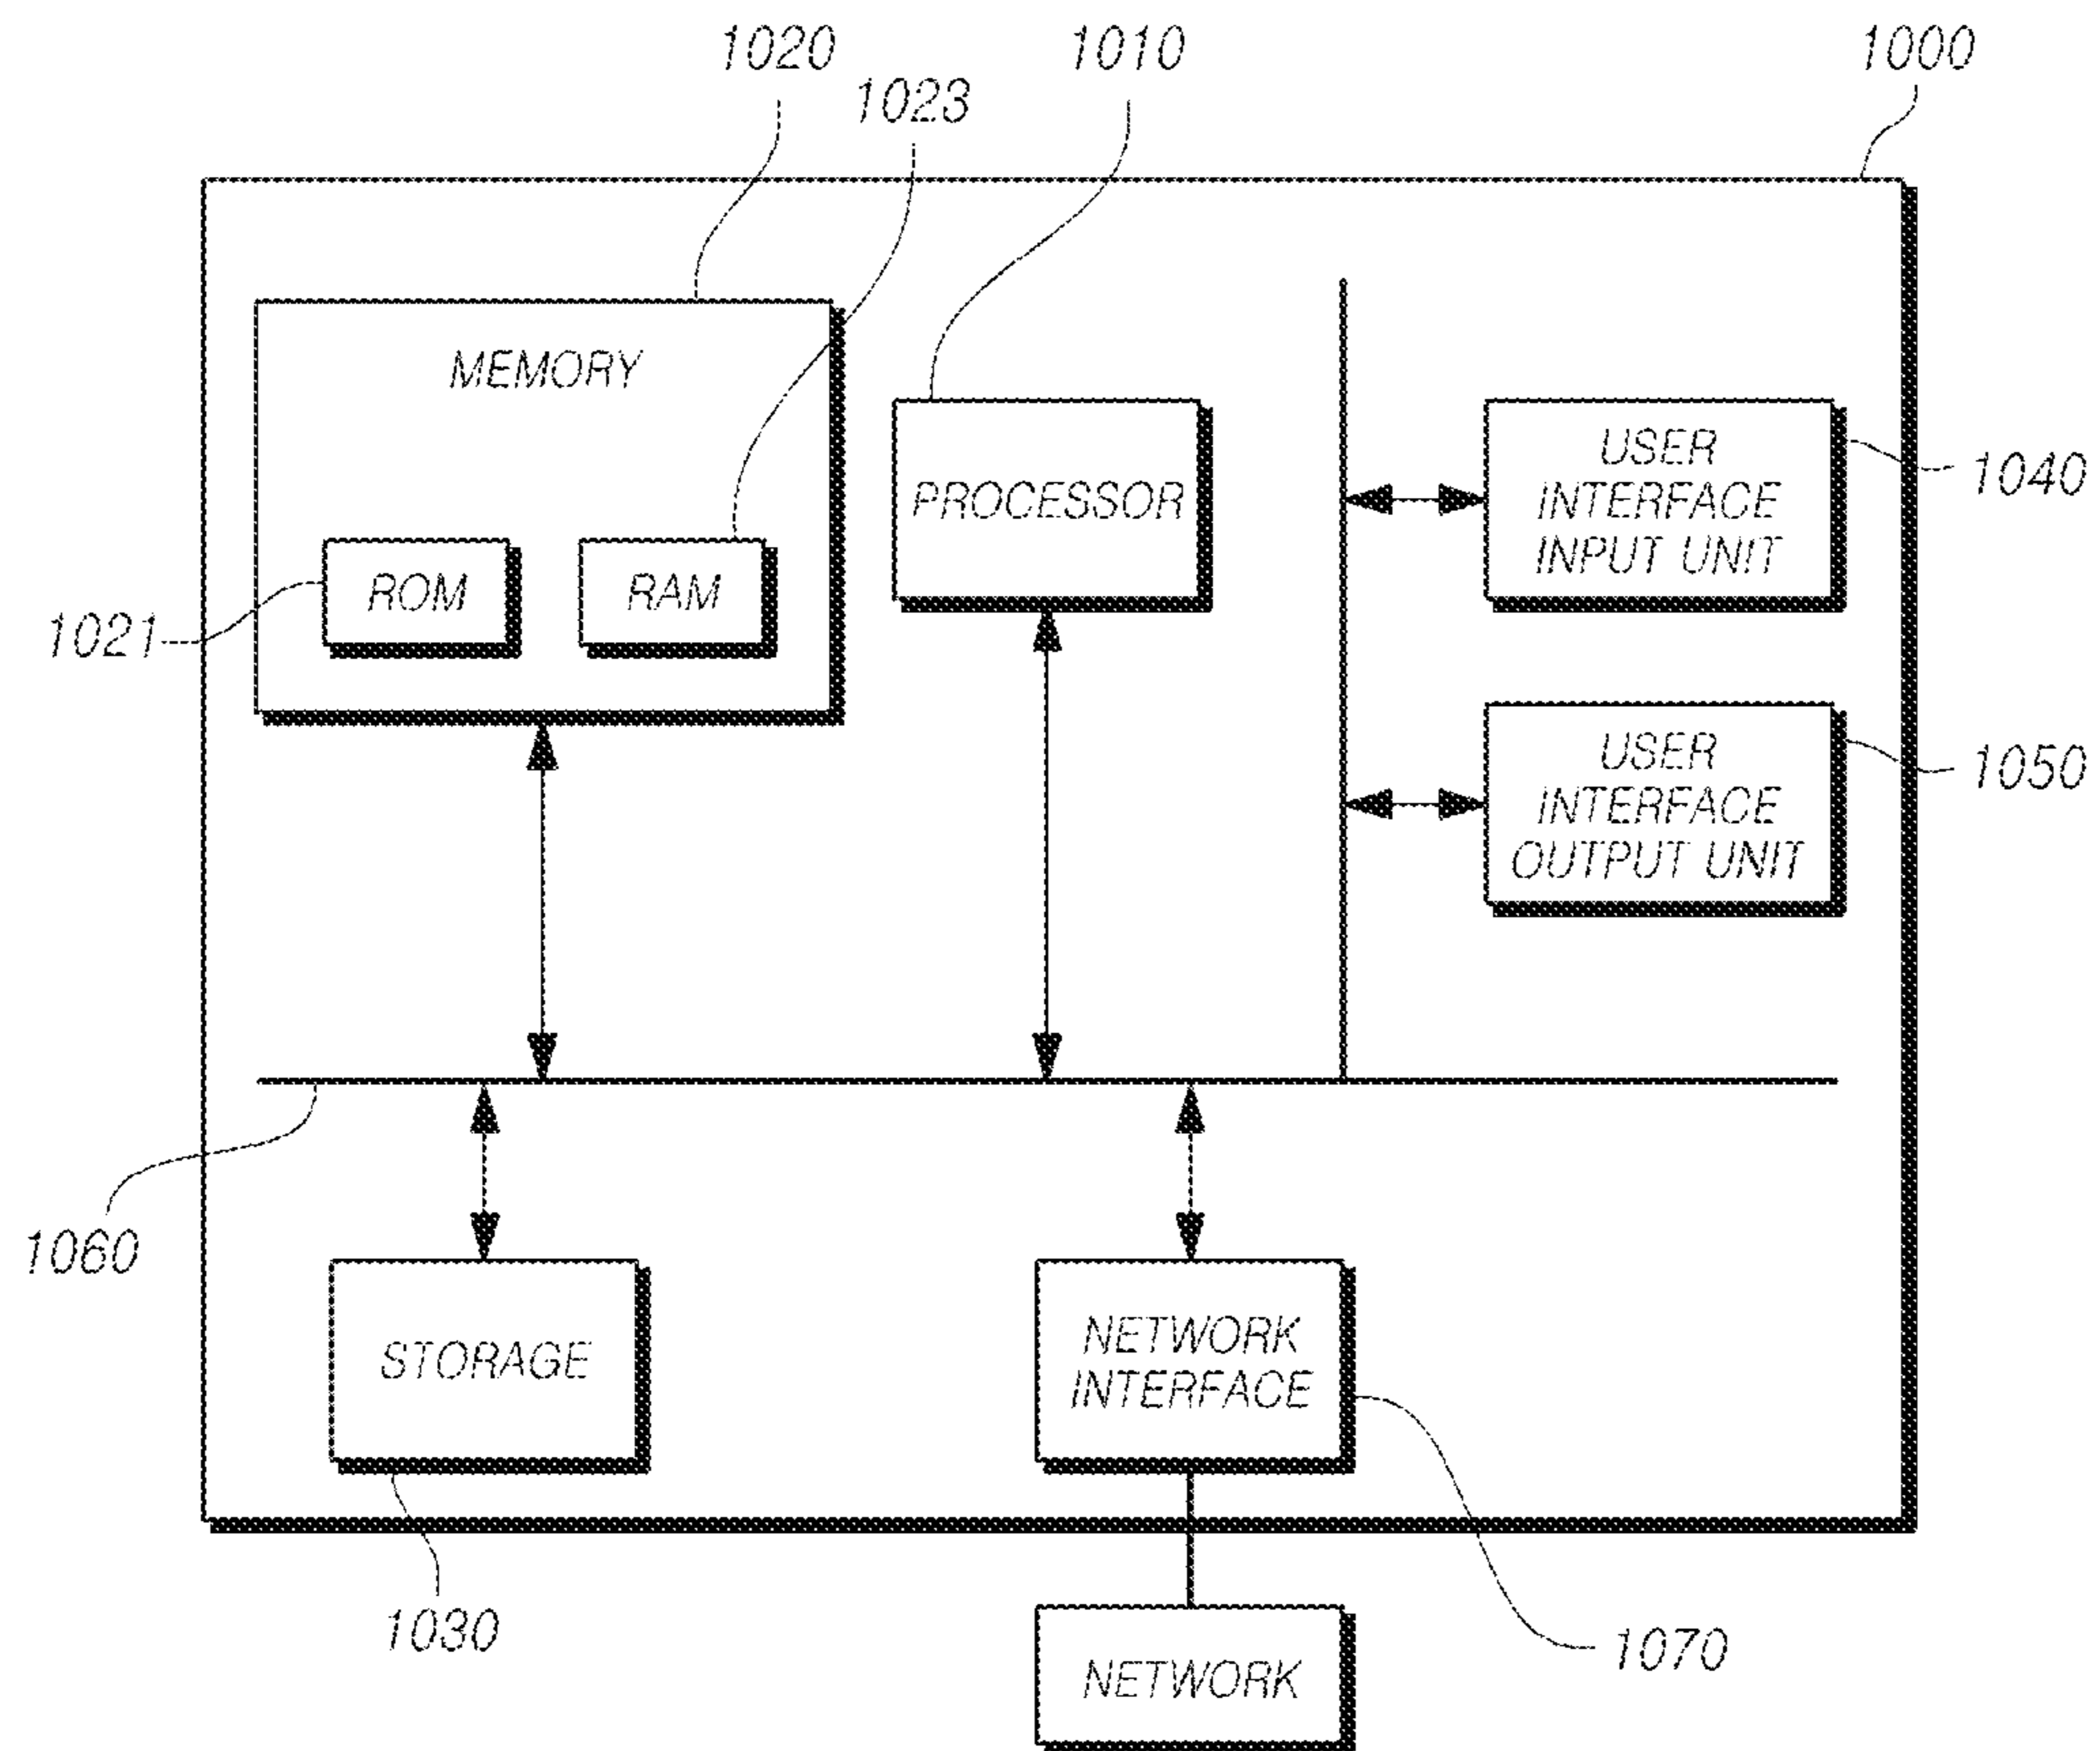 1020
1010
1000
1023
MEMORY
PROCESSOR
USER
INTERFACE
INPUT UNIT
1040
ROM
RAM
1021
USER
INTERFACE
OUTPUT UNIT
1050
1060
STORAGE
NETWORK
INTERFACE
1030
1070
NETWORK